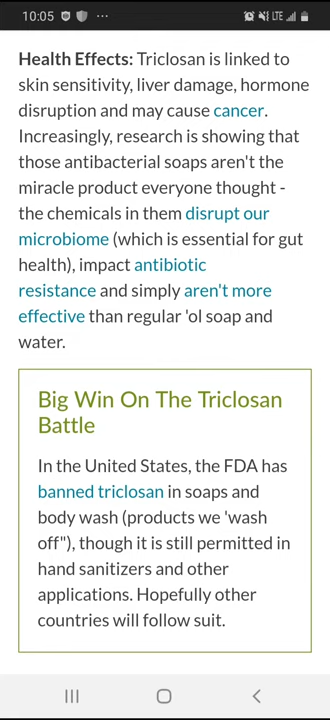 10:05
LTE
Health Effects: Triclosan is linked to
skin sensitivity, liver damage, hormone
disruption and may cause cancer.
Increasingly, research is showing that
those antibacterial soaps aren't the
miracle product everyone thought -
the chemicals in them disrupt our
microbiome (which is essential for gut
health), impact antibiotic
resistance and simply aren't more
effective than regular 'ol soap and
water.
Big Win On The Triclosan
Battle
In the United States, the FDA has
banned triclosan in soaps and
body wash (products we 'wash
off"), though it is still permitted in
hand sanitizers and other
applications. Hopefully other
countries will follow suit.